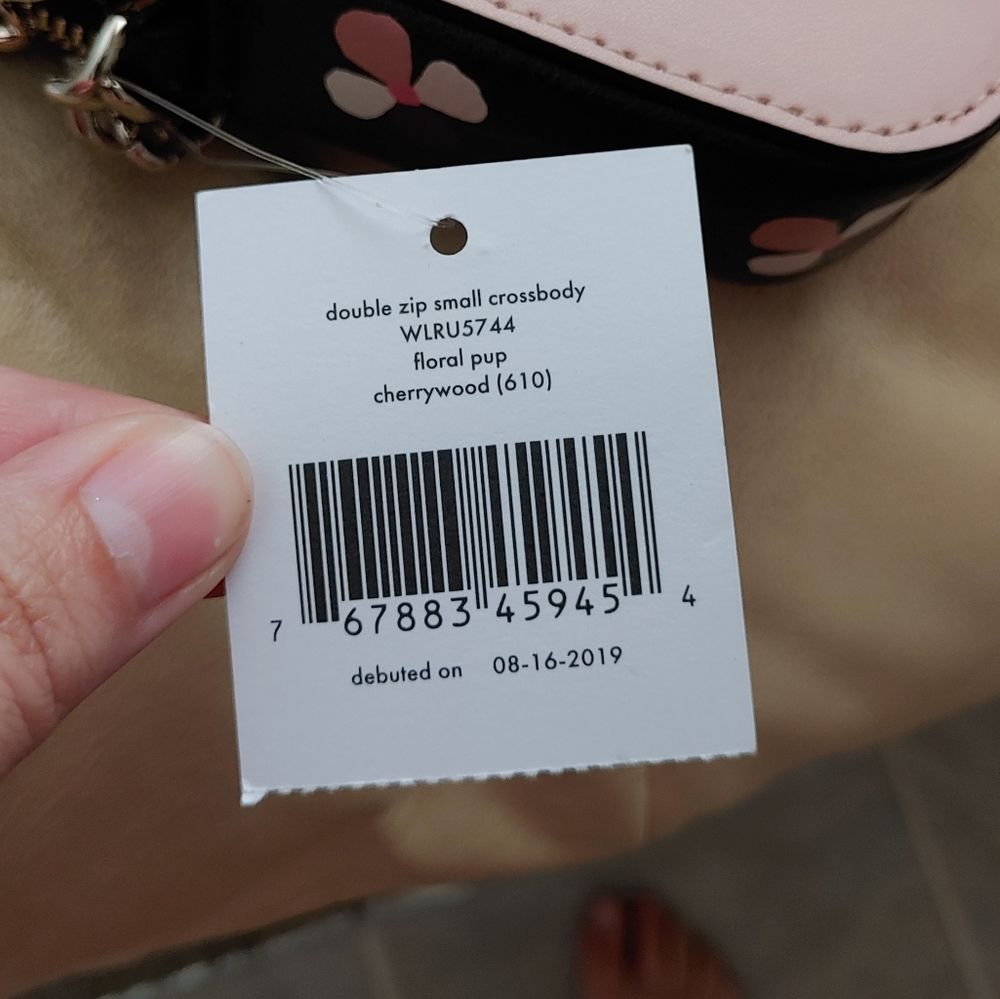 double zip small crossbody
WLRU5744
floral pup
cherrywood (610)
7 67883 45945 4
debuted on 08-16-2019